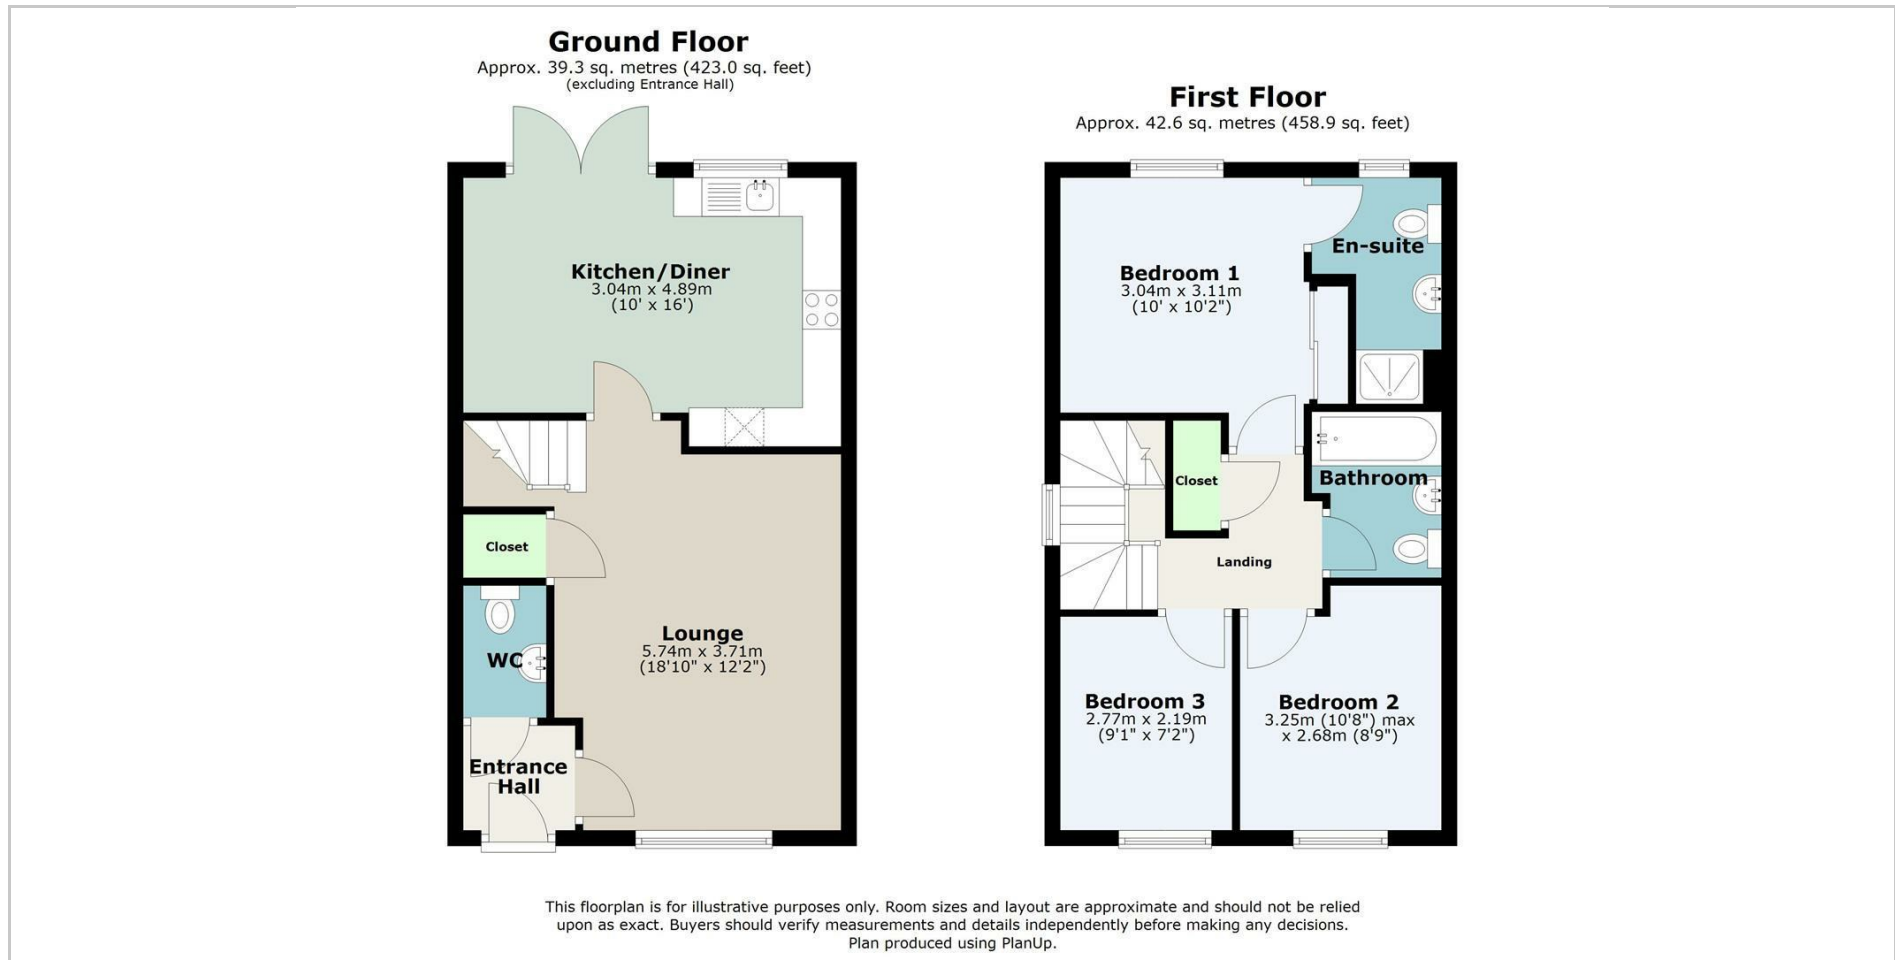 Ground Floor
Approx. 39.3 sq. metres (423.0 sq. feet)
(excluding Entrance Hall)
Kitchen/Diner
3.04m x 4.89m
(10' x 16')
Closet
WC
Lounge
5.74m x 3.71m
(18'10" x 12'2")
Entrance
Hall
First Floor
Approx. 42.6 sq. metres (458.9 sq. feet)
En-suite
Bedroom 1
3.04m x 3.11m
(10' x 10'2")
Closet
Bathroom
Landing
Bedroom 3
2.77m x 2.19m
(9'1" x 7'2")
Bedroom 2
3.25m (10'8") max
x 2.68m (8'9")
This floorplan is for illustrative purposes only. Room sizes and layout are approximate and should not be relied
upon as exact. Buyers should verify measurements and details independently before making any decisions.
Plan produced using PlanUp.